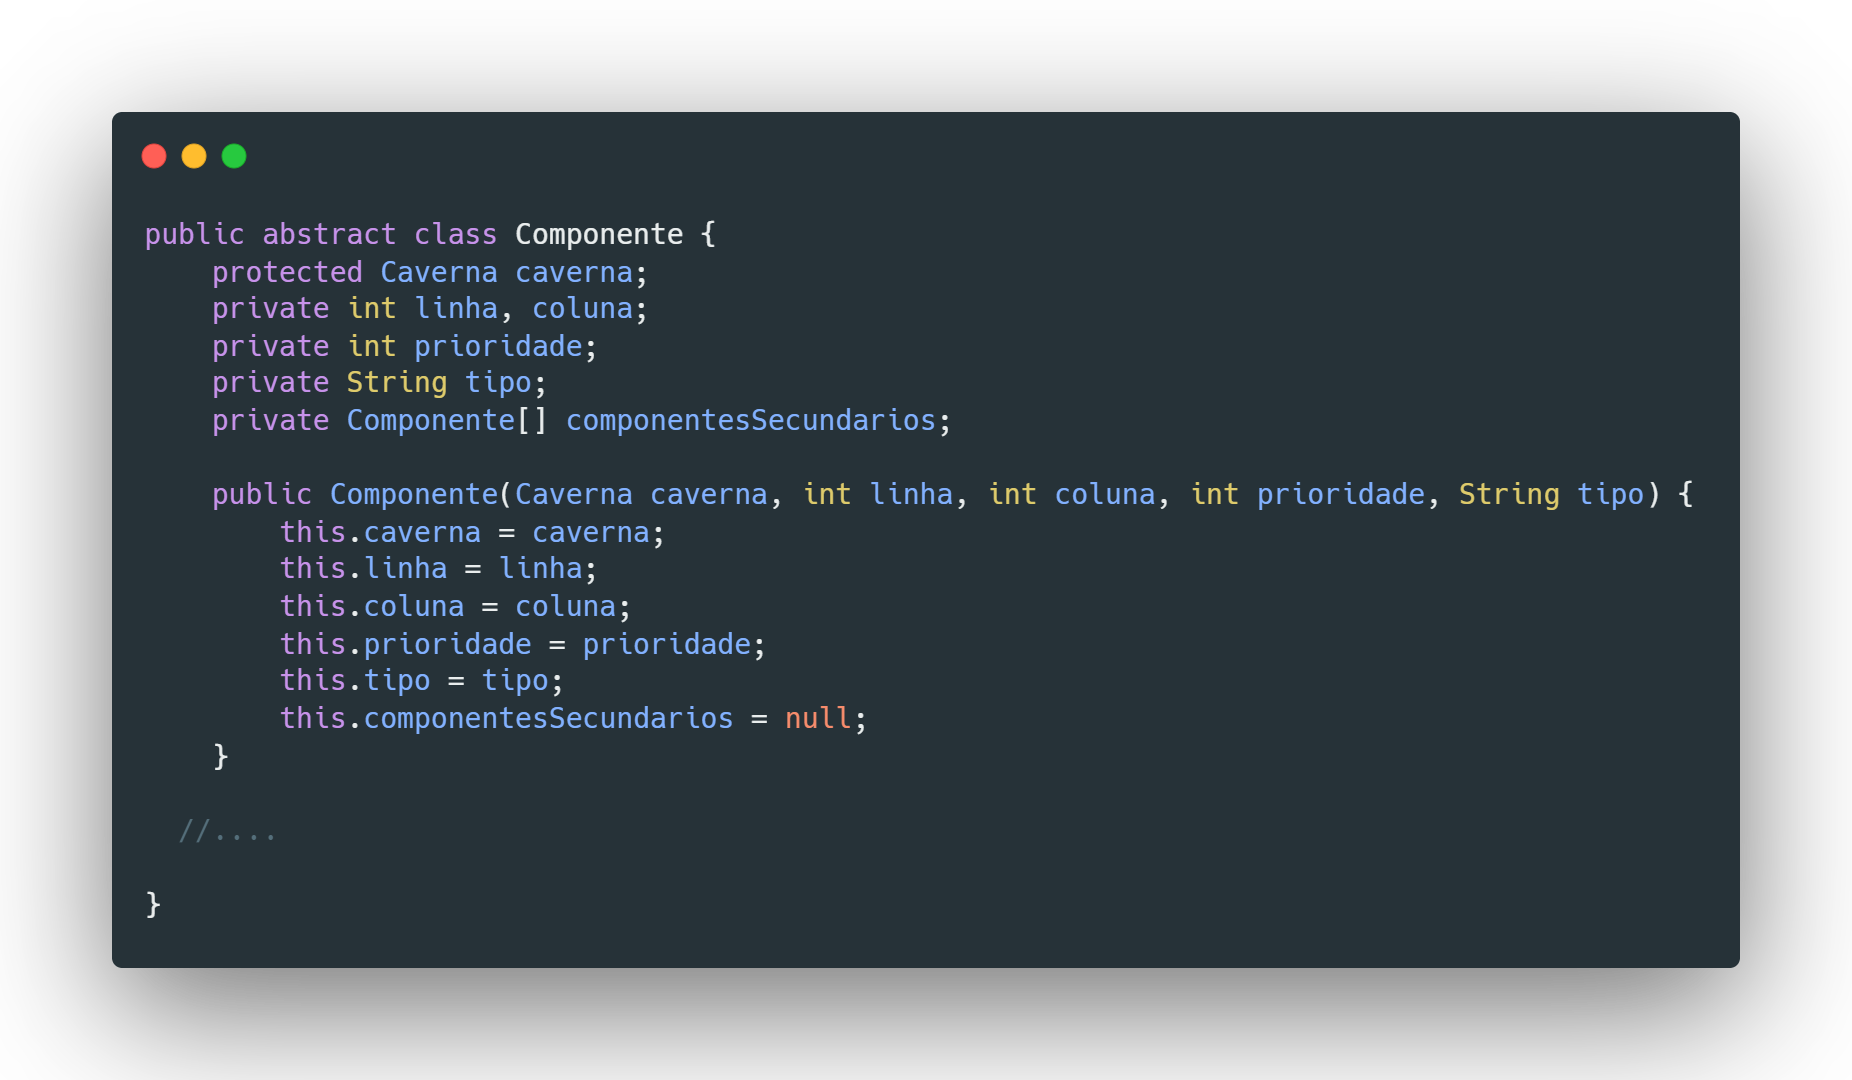 public abstract class Componente {
    protected Caverna caverna;
    private int linha, coluna;
    private int prioridade;
    private String tipo;
    private Componente[] componentesSecundarios;

    public Componente(Caverna caverna, int linha, int coluna, int prioridade, String tipo) {
        this.caverna = caverna;
        this.linha = linha;
        this.coluna = coluna;
        this.prioridade = prioridade;
        this.tipo = tipo;
        this.componentesSecundarios = null;
    }

  //....

}